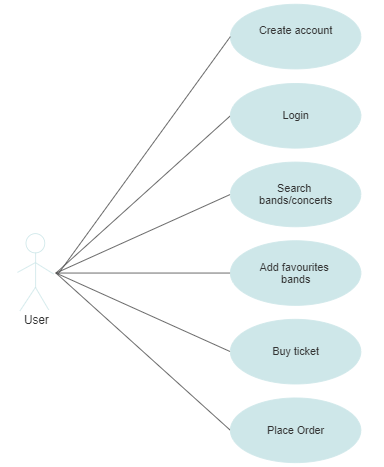 Create account
Login
Search
bands/concerts
Add favourites
bands
User
Buy ticket
Place Order